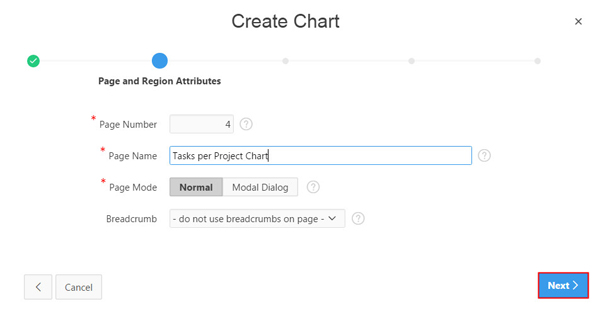 Create Chart
Page and Region Attributes
* Page Number 4
* Page Name Tasks per Project Chart
* Page Mode Normal Modal Dialog
Breadcrumb - do not use breadcrumbs on page -
Cancel Next